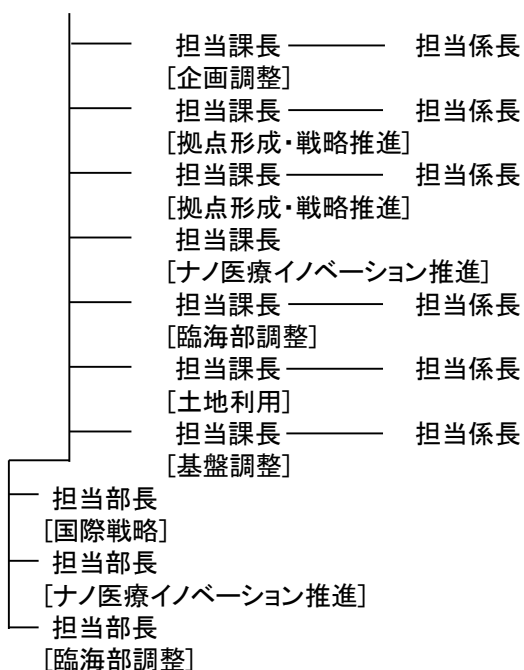 担当課長 担当係長
[企画調整]
担当課長 担当係長
[拠点形成・戦略推進]
担当課長 担当係長
[拠点形成・戦略推進]
担当課長
[ナノ医療イノベーション推進]
担当課長 担当係長
[臨海部調整]
担当課長 担当係長
[土地利用]
担当課長 担当係長
[基盤調整]
担当部長
[国際戦略]
担当部長
[ナノ医療イノベーション推進]
担当部長
[臨海部調整]